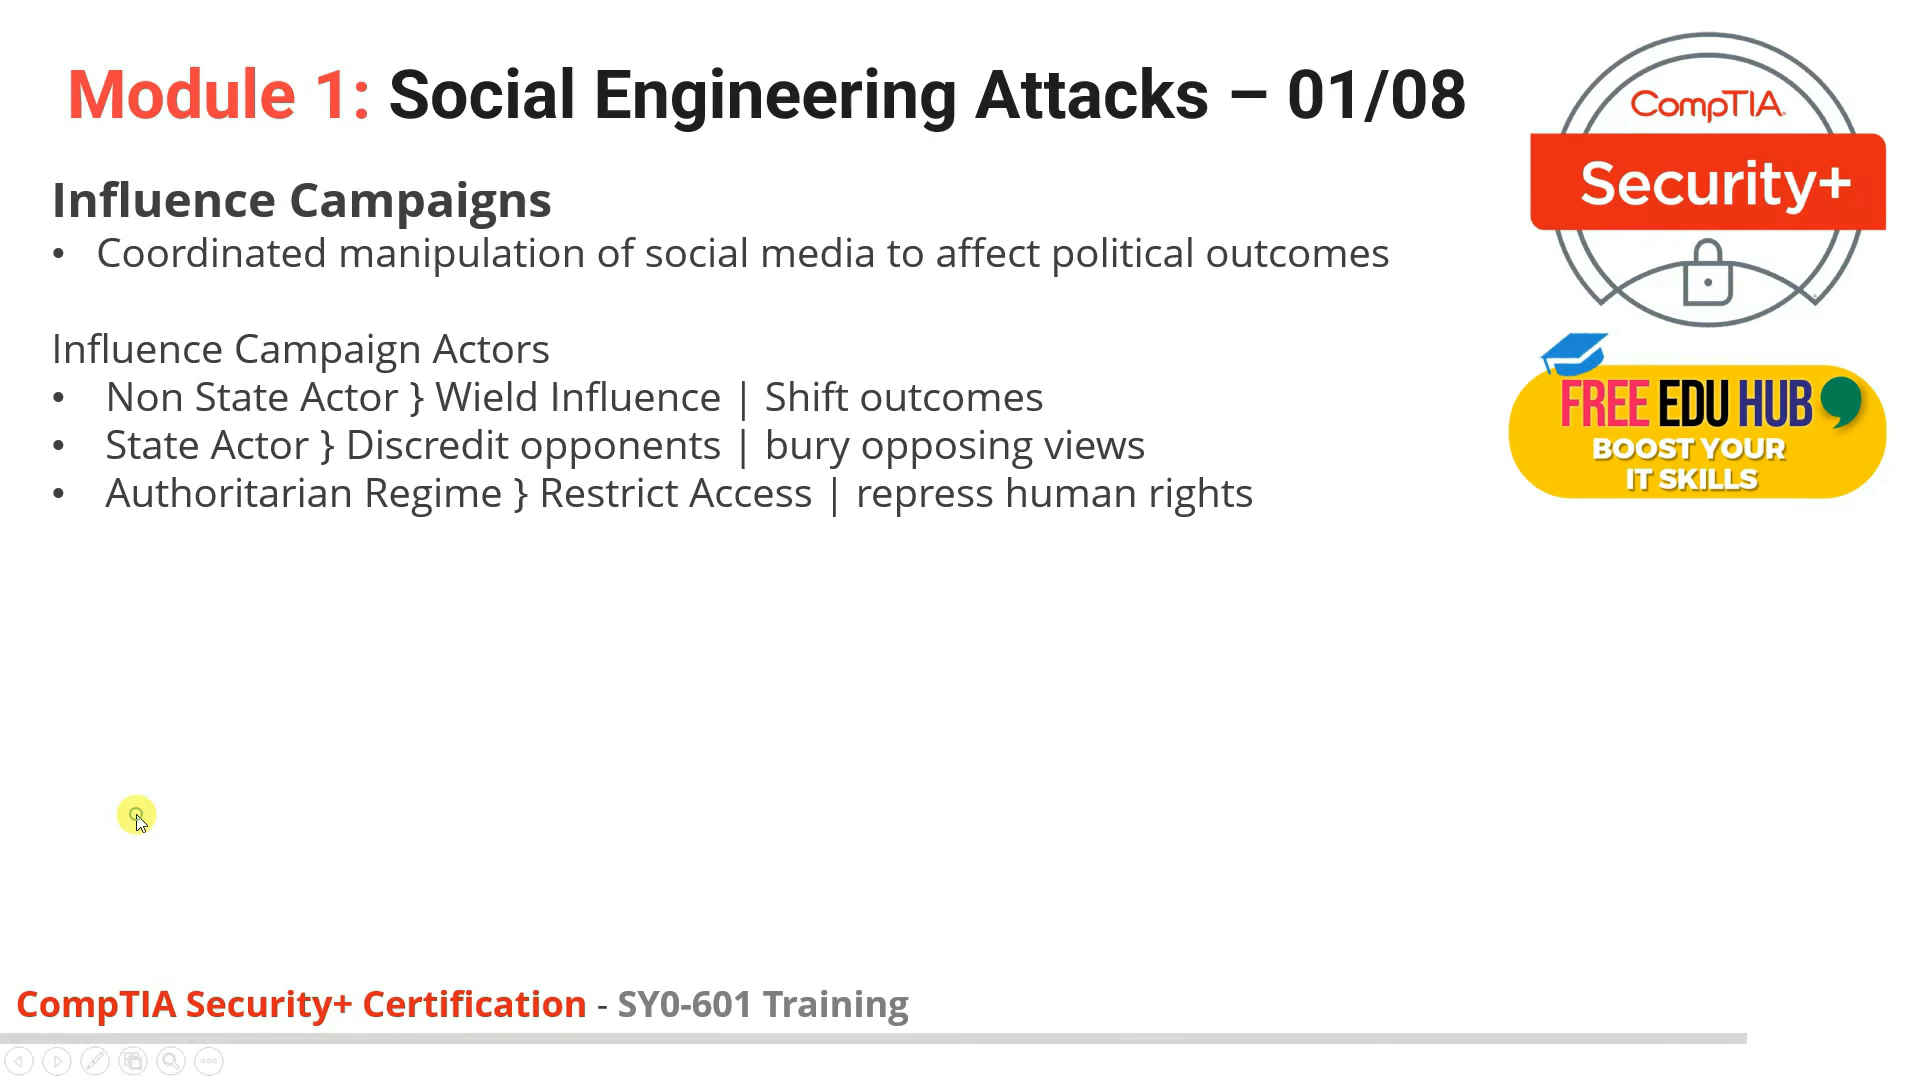 Module 1: Social Engineering Attacks – 01/08
CompTIA.
Security+
Influence Campaigns
• Coordinated manipulation of social media to affect political outcomes
Influence Campaign Actors
• Non State Actor } Wield Influence | Shift outcomes
• State Actor } Discredit opponents | bury opposing views
• Authoritarian Regime } Restrict Access | repress human rights
FREE EDU HUB
BOOST YOUR
IT SKILLS
CompTIA Security+ Certification - SY0-601 Training